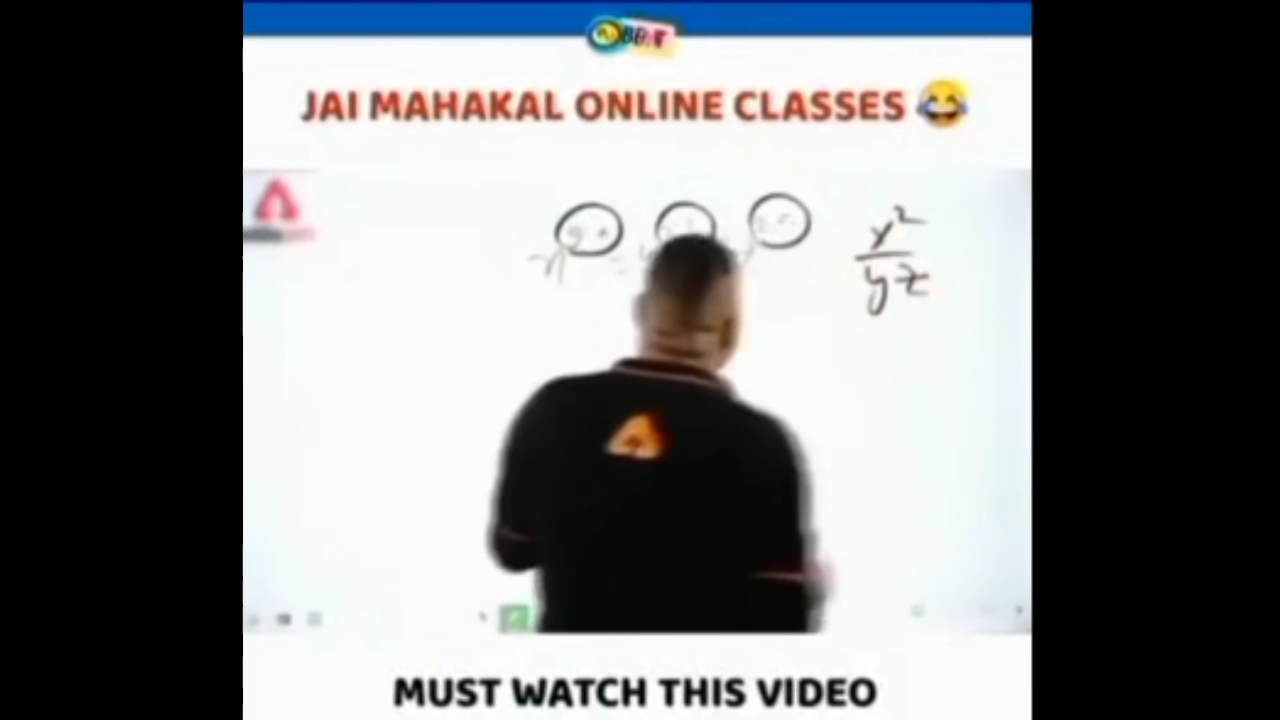 JAI MAHAKAL ONLINE CLASSES 😂
x²
yz
MUST WATCH THIS VIDEO